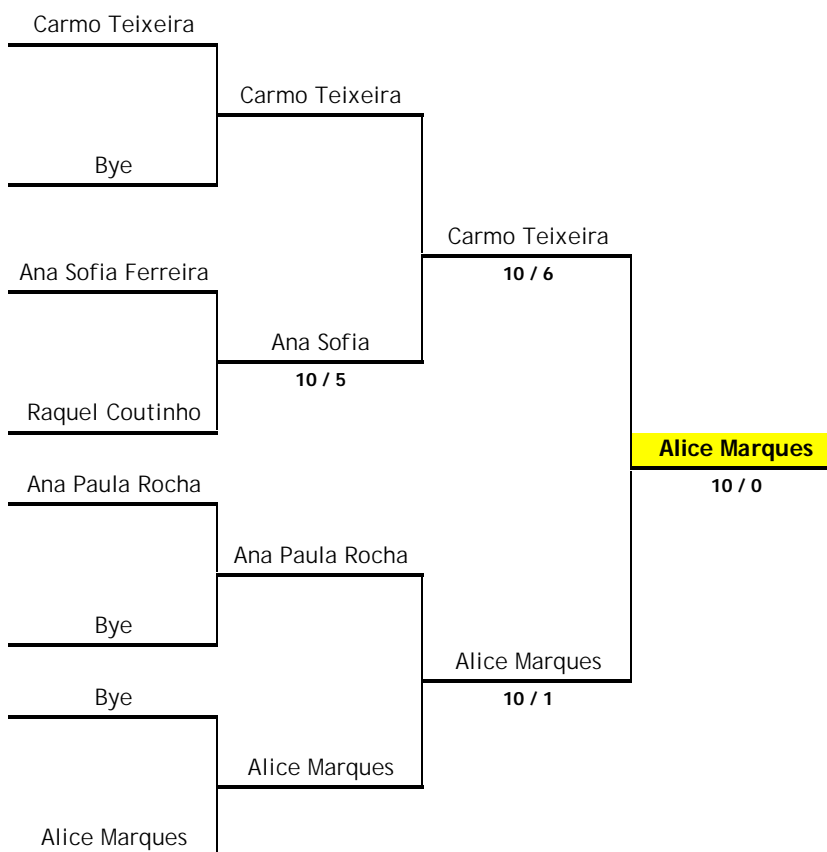 Carmo Teixeira
Carmo Teixeira
Bye
Carmo Teixeira
10 / 6
Ana Sofia Ferreira
Ana Sofia
10 / 5
Raquel Coutinho
Alice Marques
10 / 0
Ana Paula Rocha
Ana Paula Rocha
Bye
Alice Marques
10 / 1
Bye
Alice Marques
Alice Marques